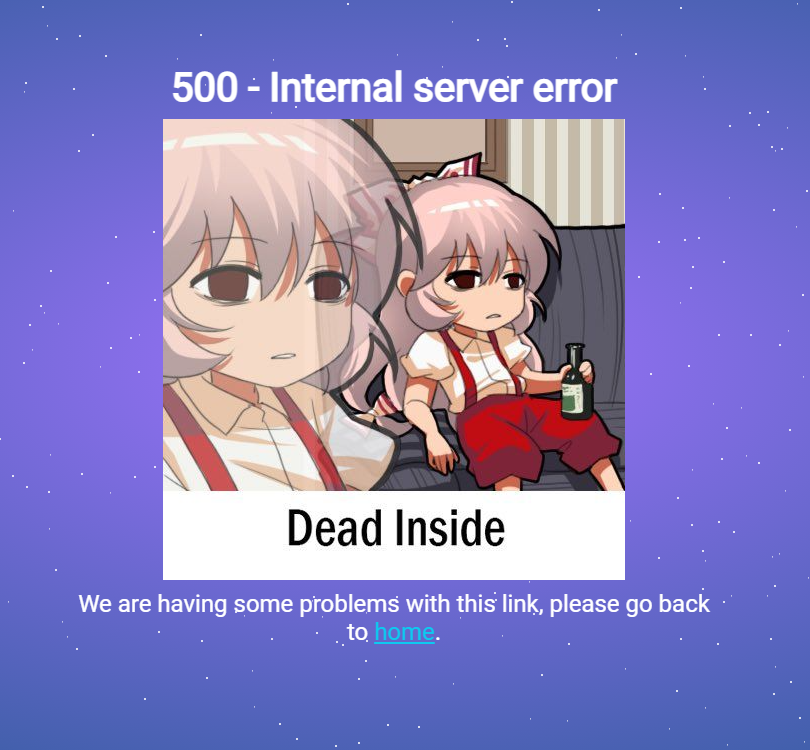 500 - Internal server error
Dead Inside
We are having some problems with this link, please go back
to home.